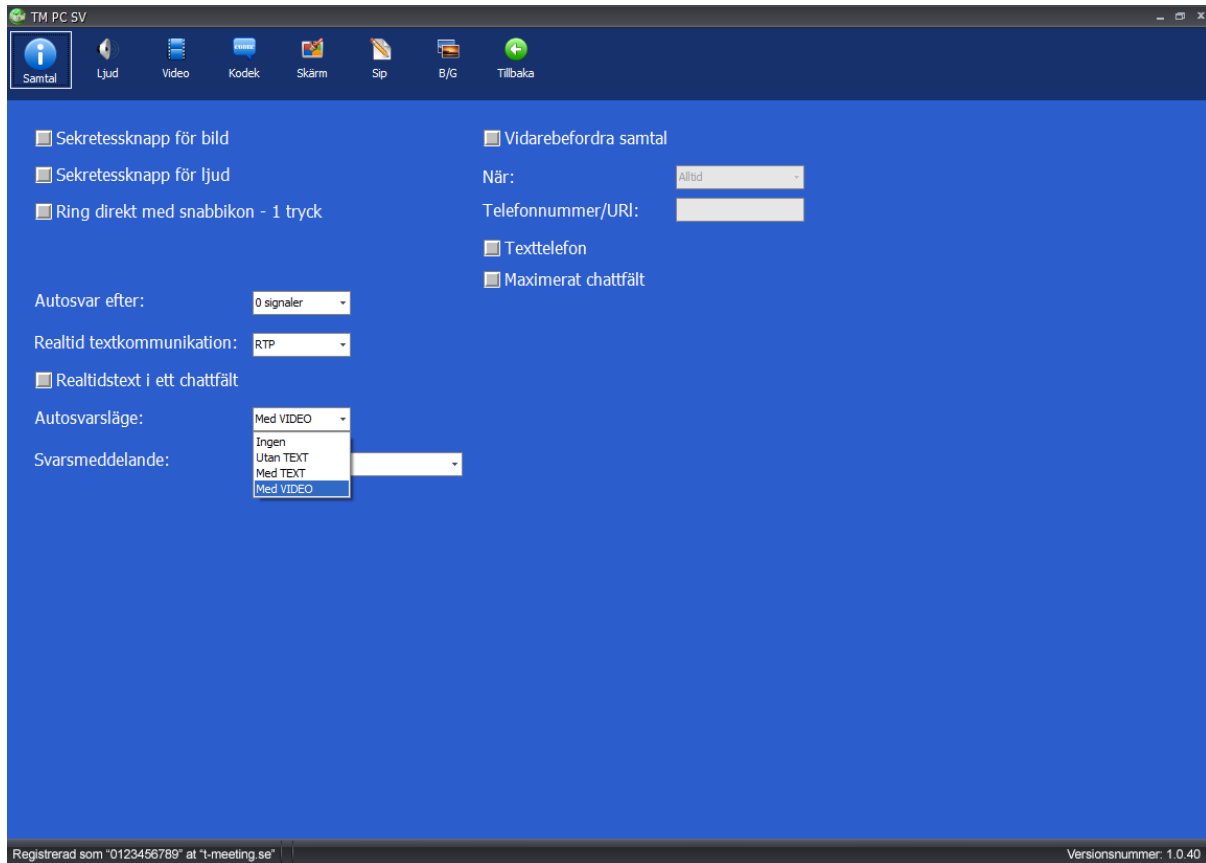 TM PC SV
Samtal
Ljud
Video
CODEC
Kodek
Skärm
Sip
B/G
Tillbaka
Sekretessknapp för bild
Sekretessknapp för ljud
Ring direkt med snabbikon - 1 tryck
Vidarebefordra samtal
När: Alltid
Telefonnummer/URl:
Texttelefon
Maximerat chattfält
Autosvar efter: 0 signaler
Realtid textkommunikation: RTP
Realtidstext i ett chattfält
Autosvarsläge: Med VIDEO
Ingen
Utan TEXT
Med TEXT
Med VIDEO
Svarsmeddelande:
Registrerad som "0123456789" at "t-meeting.se"
Versionsnummer: 1.0.40